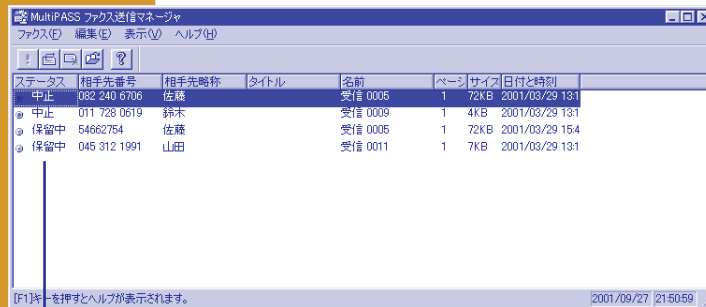 MultiPASS ファクス送信マネージャ
ファクス(F) 編集(E) 表示(V) ヘルプ(H)
ステータス 相手先番号 相手先略称 タイトル 名前 ページ サイズ 日付と時刻
中止 082 240 6706 佐藤 受信 0005 1 72KB 2001/03/29 13:1
中止 011 728 0619 鈴木 受信 0009 1 4KB 2001/03/29 13:1
保留中 54662754 佐藤 受信 0005 1 72KB 2001/03/29 15:4
保留中 045 312 1991 山田 受信 0011 1 7KB 2001/03/29 13:1
[F1]キーを押すとヘルプが表示されます。 2001/09/27 21:50:59